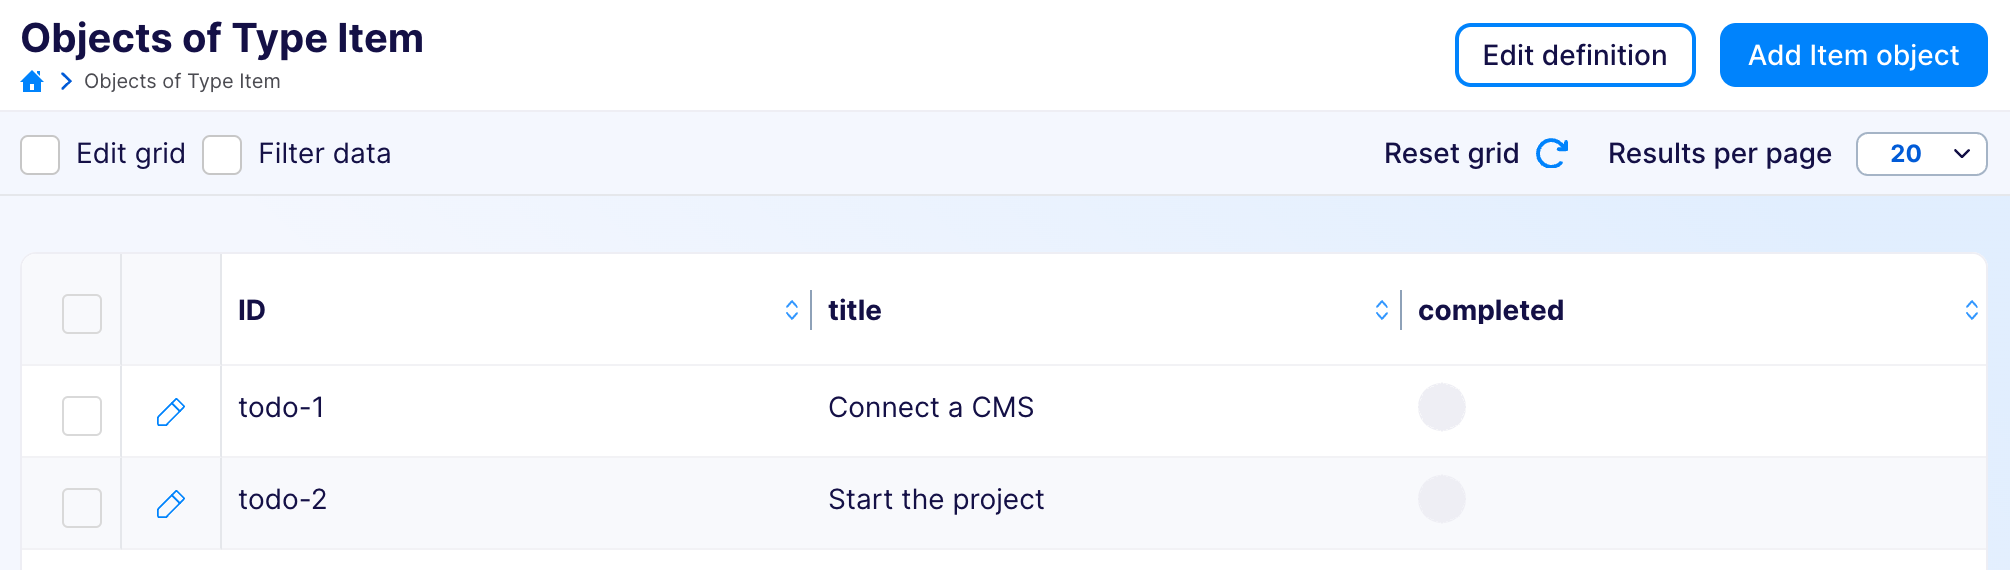 Objects of Type Item
Objects of Type Item
Edit definition
Add Item object
Edit grid
Filter data
Reset grid
Results per page
20
ID
title
completed
todo-1
Connect a CMS
todo-2
Start the project